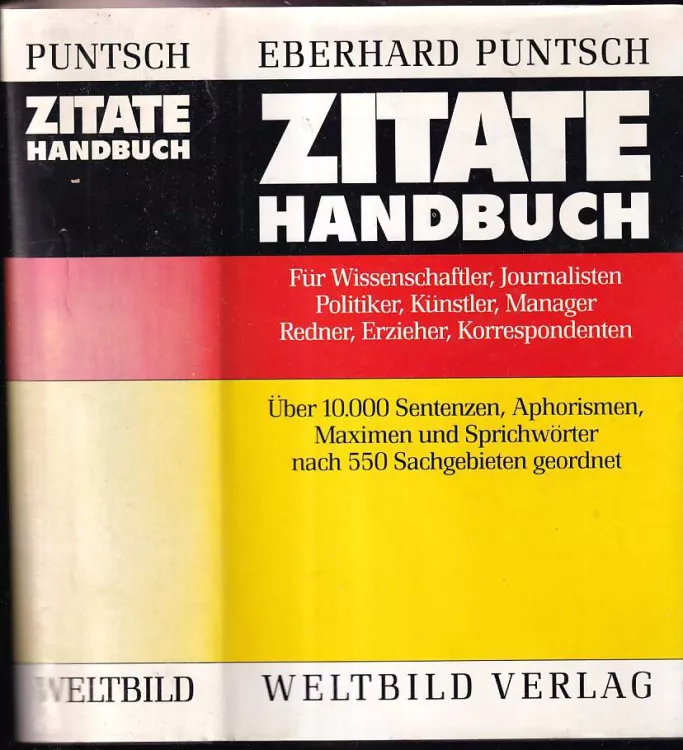 PUNTSCH
ZITATE
HANDBUCH
WELTBILD
EBERHARD PUNTSCH
ZITATE
HANDBUCH
Für Wissenschaftler, Journalisten
Politiker, Künstler, Manager
Redner, Erzieher, Korrespondenten
Über 10.000 Sentenzen, Aphorismen,
Maximen und Sprichwörter
nach 550 Sachgebieten geordnet
WELTBILD VERLAG